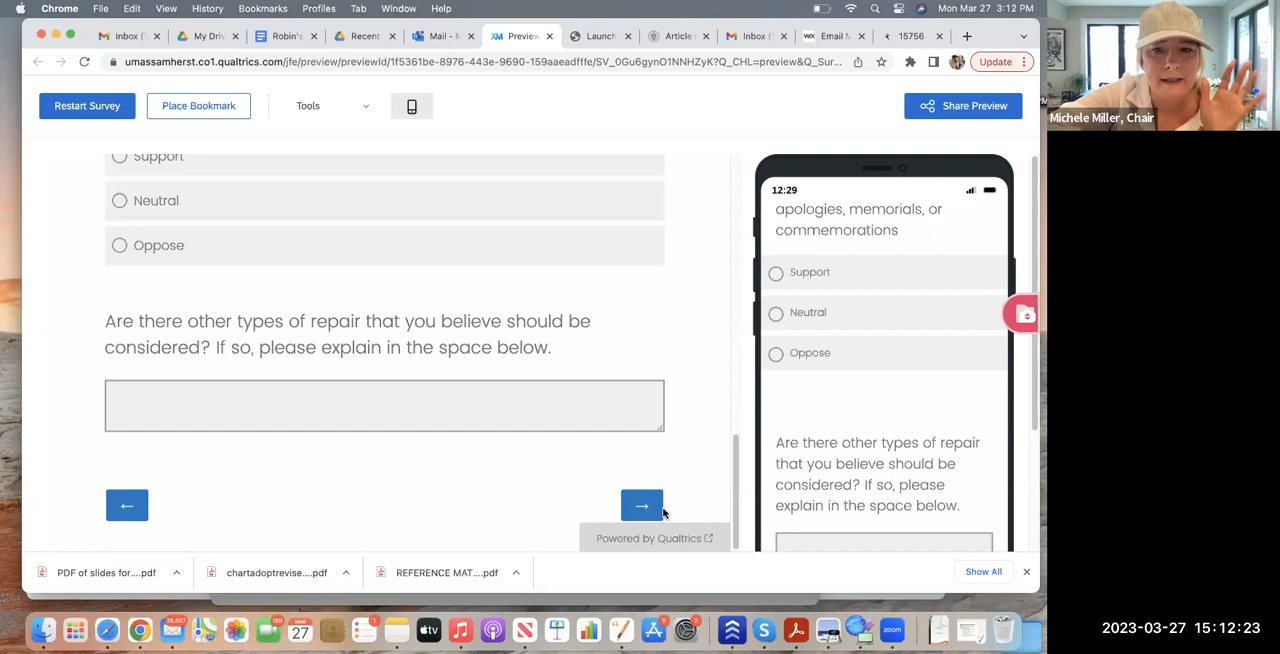 Chrome File Edit View History Bookmarks Profiles Tab Window Help Mon Mar 27 3:12 PM
Inbox ( My Dri Robin's Recent Mail - M Preview Launch Article Inbox ( Email M 15756
umassamherst.co1.qualtrics.com/jfe/preview/previewId/1f5361be-8976-443e-9690-159aaeadfffe/SV_0Gu6gynO1NNHZyK?Q_CHL=preview&Q_Sur... Update
Restart Survey Place Bookmark Tools Share Preview
Support
Neutral
Oppose
Are there other types of repair that you believe should be
considered? If so, please explain in the space below.
← →
Powered by Qualtrics
12:29
apologies, memorials, or
commemorations
Support
Neutral
Oppose
Are there other types of repair
that you believe should be
considered? If so, please
explain in the space below.
PDF of slides for....pdf chartadoptrevise....pdf REFERENCE MAT....pdf Show All
MAR
27
tv
zoom
Michele Miller, Chair
2023-03-27 15:12:23